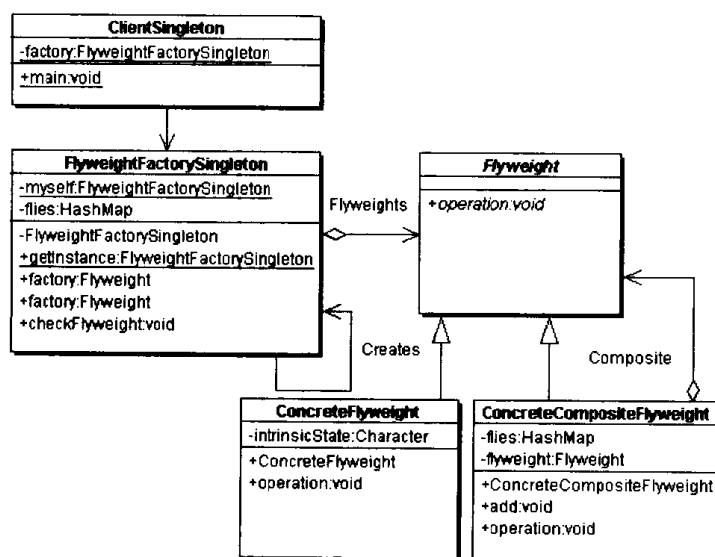 ClientSingleton
-factory:FlyweightFactorySingleton
+main:void
FlyweightFactorySingleton
-myself:FlyweightFactorySingleton
-flies:HashMap
-FlyweightFactorySingleton
+getInstance:FlyweightFactorySingleton
+factory:Flyweight
+factory:Flyweight
+checkFlyweight:void
Flyweights
Flyweight
+operation:void
Creates
Composite
ConcreteFlyweight
-intrinsicState:Character
+ConcreteFlyweight
+operation:void
ConcreteCompositeFlyweight
-flies:HashMap
-flyweight:Flyweight
+ConcreteCompositeFlyweight
+add:void
+operation:void